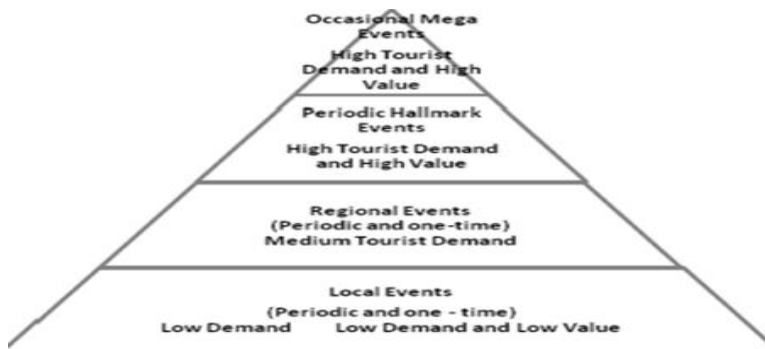 Occasional Mega
Events
High Tourist
Demand and High
Value
Periodic Hallmark
Events
High Tourist Demand
and High Value
Regional Events
(Periodic and one-time)
Medium Tourist Demand
Local Events
(Periodic and one - time)
Low Demand Low Demand and Low Value